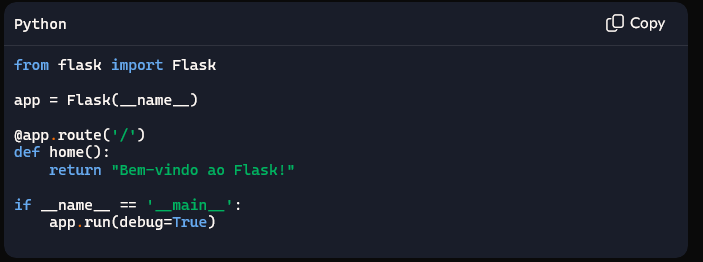 Python
Copy
from flask import Flask
app = Flask(__name__)
@app.route('/')
def home():
    return "Bem-vindo ao Flask!"
if __name__ == '__main__':
    app.run(debug=True)